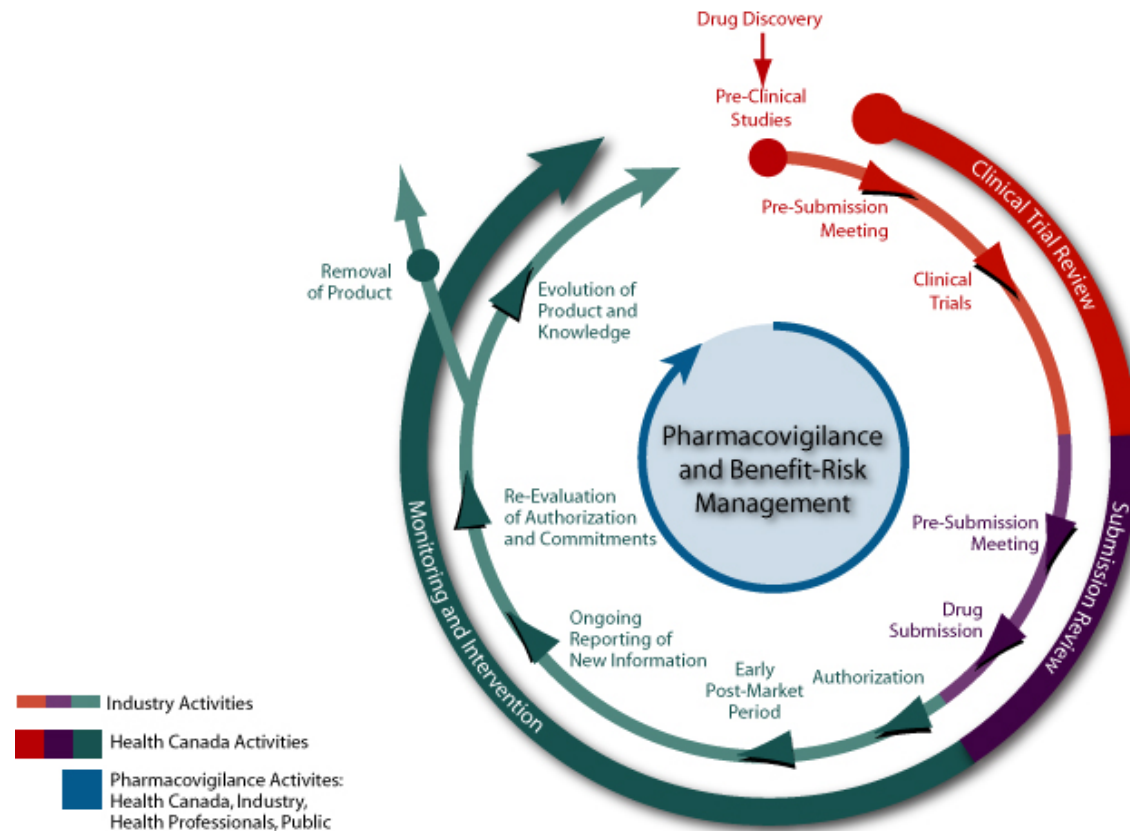 Drug Discovery
Pre-Clinical
Studies
Clinical Trial Review
Pre-Submission
Meeting
Clinical
Trials
Removal
of Product
Evolution of
Product and
Knowledge
Pharmacovigilance
and Benefit-Risk
Management
Re-Evaluation
of Authorization
and Commitments
Pre-Submission
Meeting
Submission Review
Drug
Submission
Monitoring and Intervention
Ongoing
Reporting of
New Information
Early
Post-Market
Period
Authorization
Industry Activities
Health Canada Activities
Pharmacovigilance Activites:
Health Canada, Industry,
Health Professionals, Public